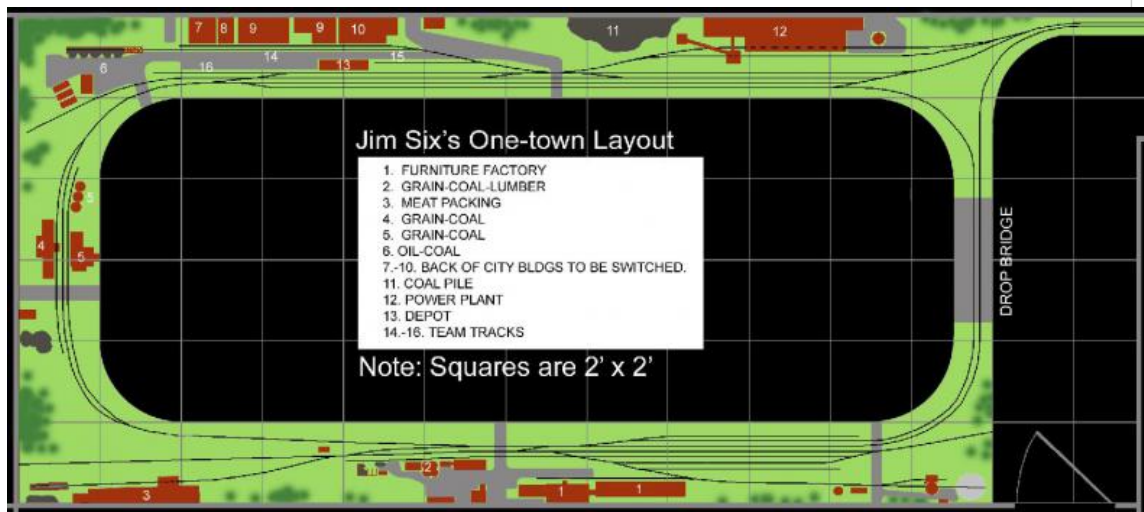 7 8 9 9 10 11 12
14 15
6 16 13
Jim Six's One-town Layout
1. FURNITURE FACTORY
2. GRAIN-COAL-LUMBER
3. MEAT PACKING
4. GRAIN-COAL
5. GRAIN-COAL
6. OIL-COAL
7.-10. BACK OF CITY BLDGS TO BE SWITCHED.
11. COAL PILE
12. POWER PLANT
13. DEPOT
14.-16. TEAM TRACKS
Note: Squares are 2' x 2'
5
4 5
DROP BRIDGE
2
3 1 1